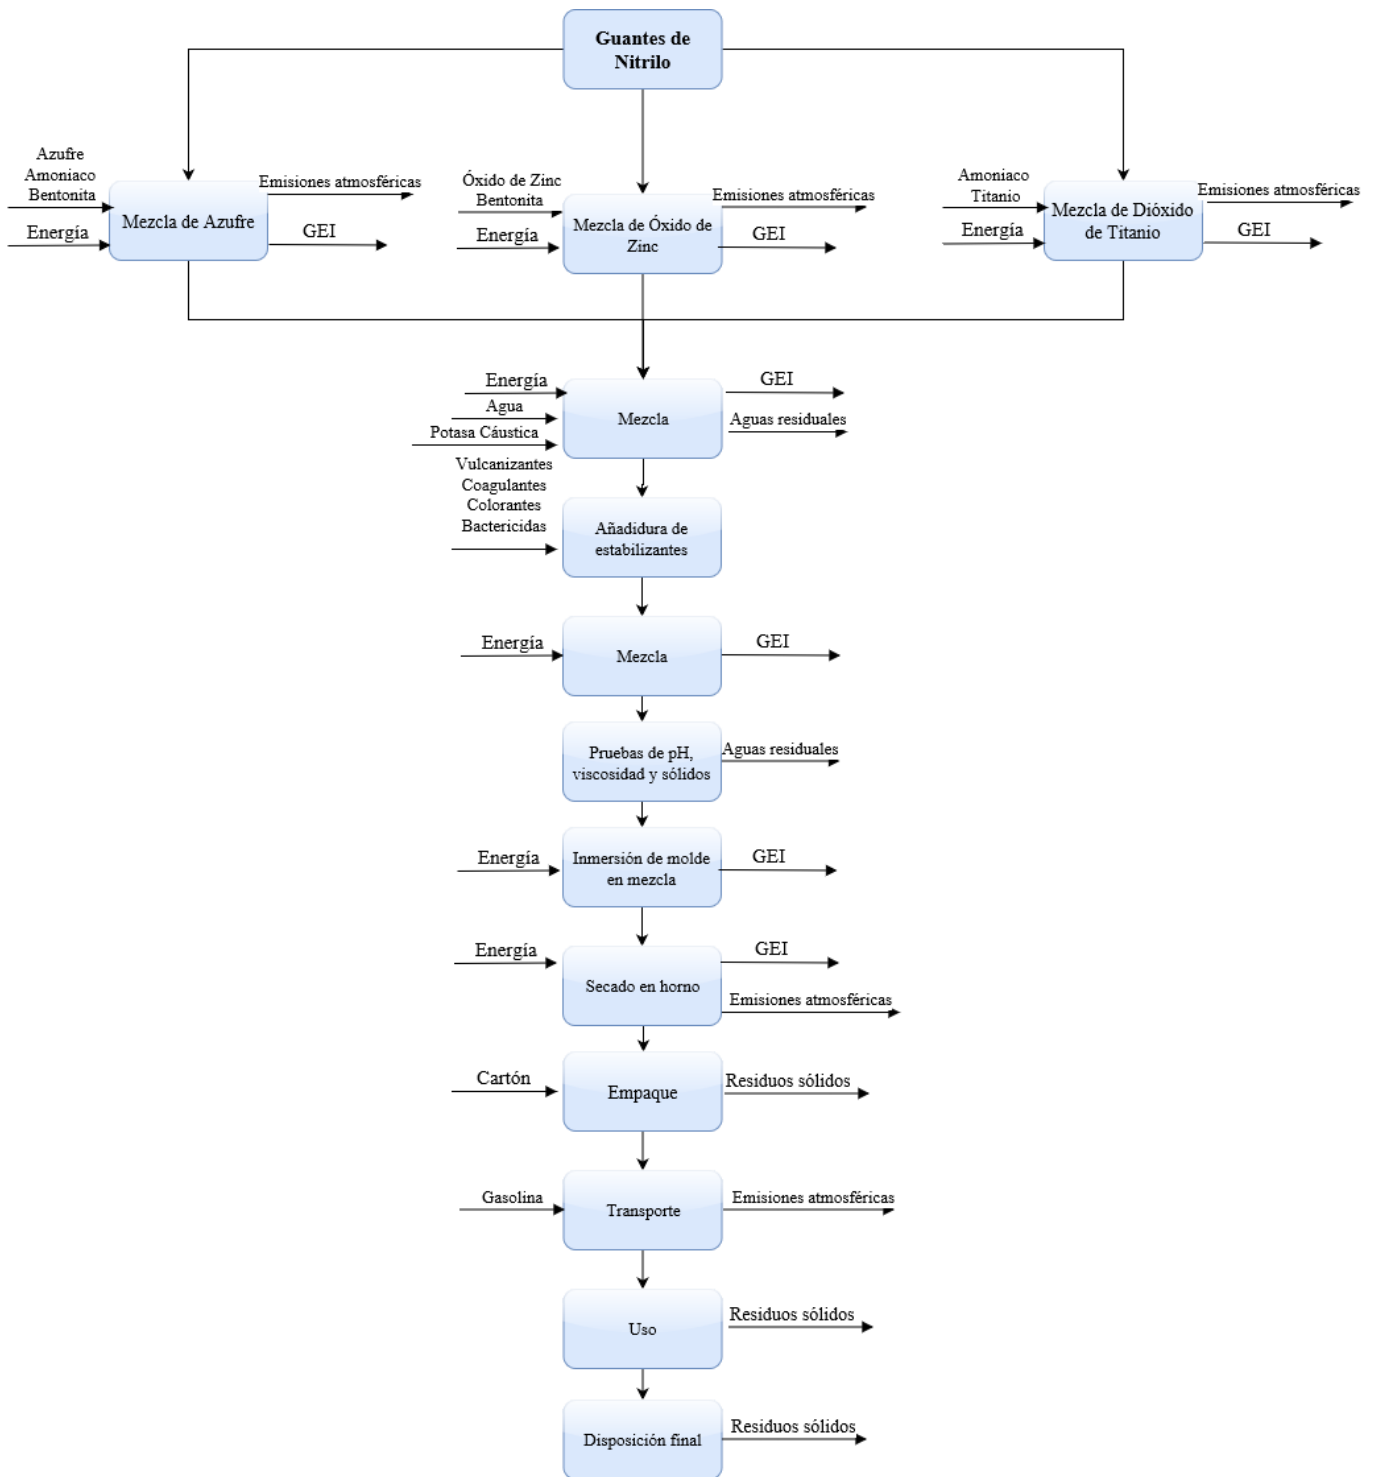 Guantes de
Nitrilo
Azufre
Amoniaco
Bentonita
Energía
Mezcla de Azufre
Emisiones atmosféricas
GEI
Óxido de Zinc
Bentonita
Energía
Mezcla de Óxido de
Zinc
Emisiones atmosféricas
GEI
Amoniaco
Titanio
Energía
Mezcla de Dióxido
de Titanio
Emisiones atmosféricas
GEI
Energía
Agua
Potasa Cáustica
Mezcla
GEI
Aguas residuales
Vulcanizantes
Coagulantes
Colorantes
Bactericidas
Añadidura de
estabilizantes
Energía
Mezcla
GEI
Pruebas de pH,
viscosidad y sólidos
Aguas residuales
Energía
Inmersión de molde
en mezcla
GEI
Energía
Secado en horno
GEI
Emisiones atmosféricas
Cartón
Empaque
Residuos sólidos
Gasolina
Transporte
Emisiones atmosféricas
Uso
Residuos sólidos
Disposición final
Residuos sólidos